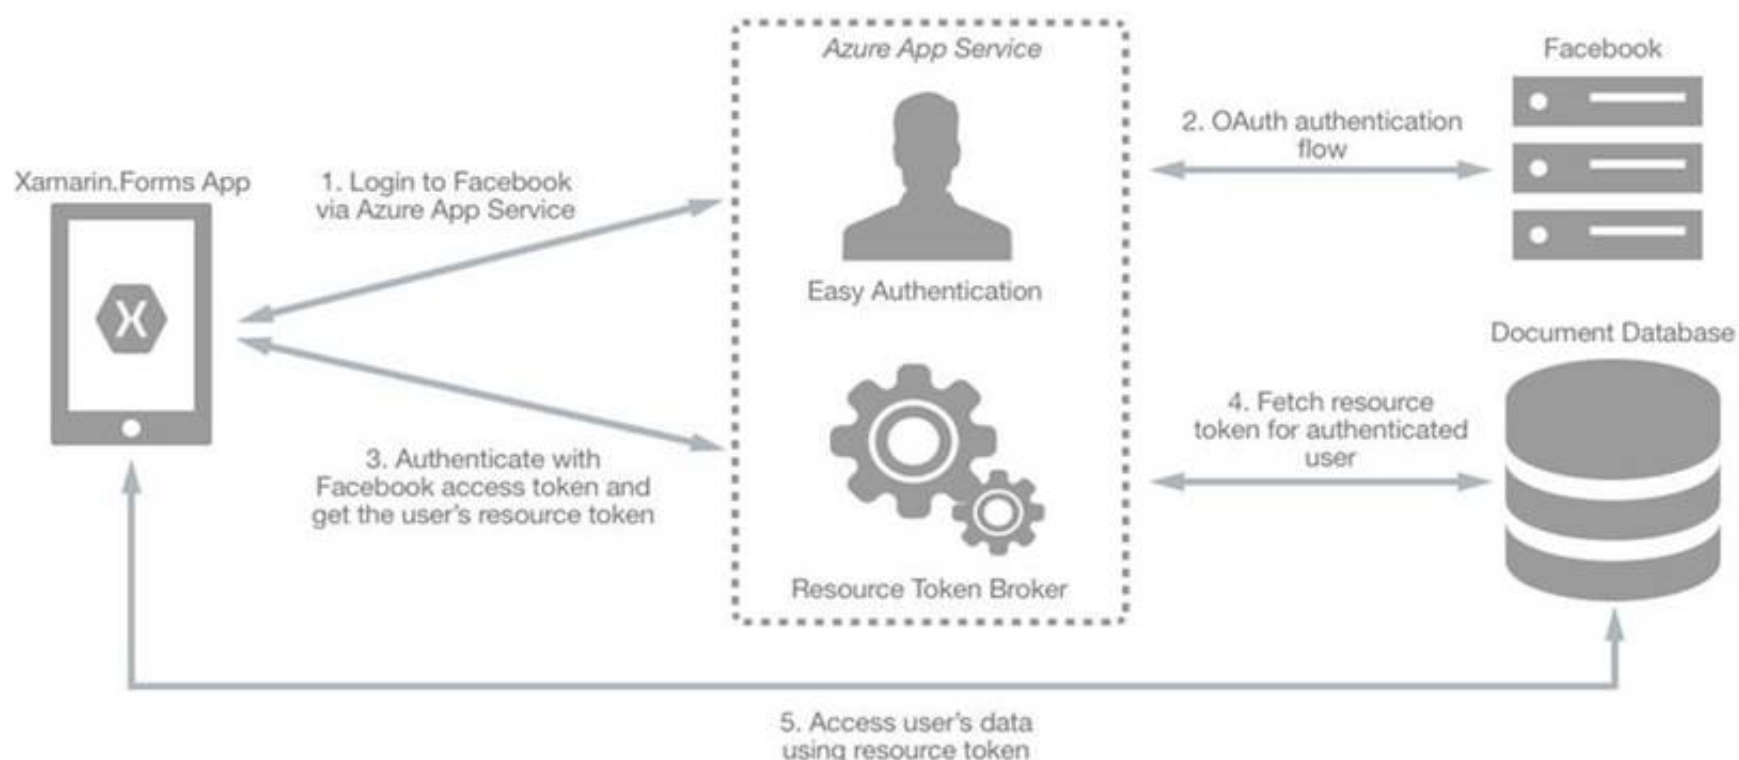 Azure App Service
Facebook
2. OAuth authentication
flow
Xamarin.Forms App
1. Login to Facebook
via Azure App Service
X
Easy Authentication
Document Database
4. Fetch resource
token for authenticated
user
3. Authenticate with
Facebook access token and
get the user's resource token
Resource Token Broker
5. Access user's data
using resource token